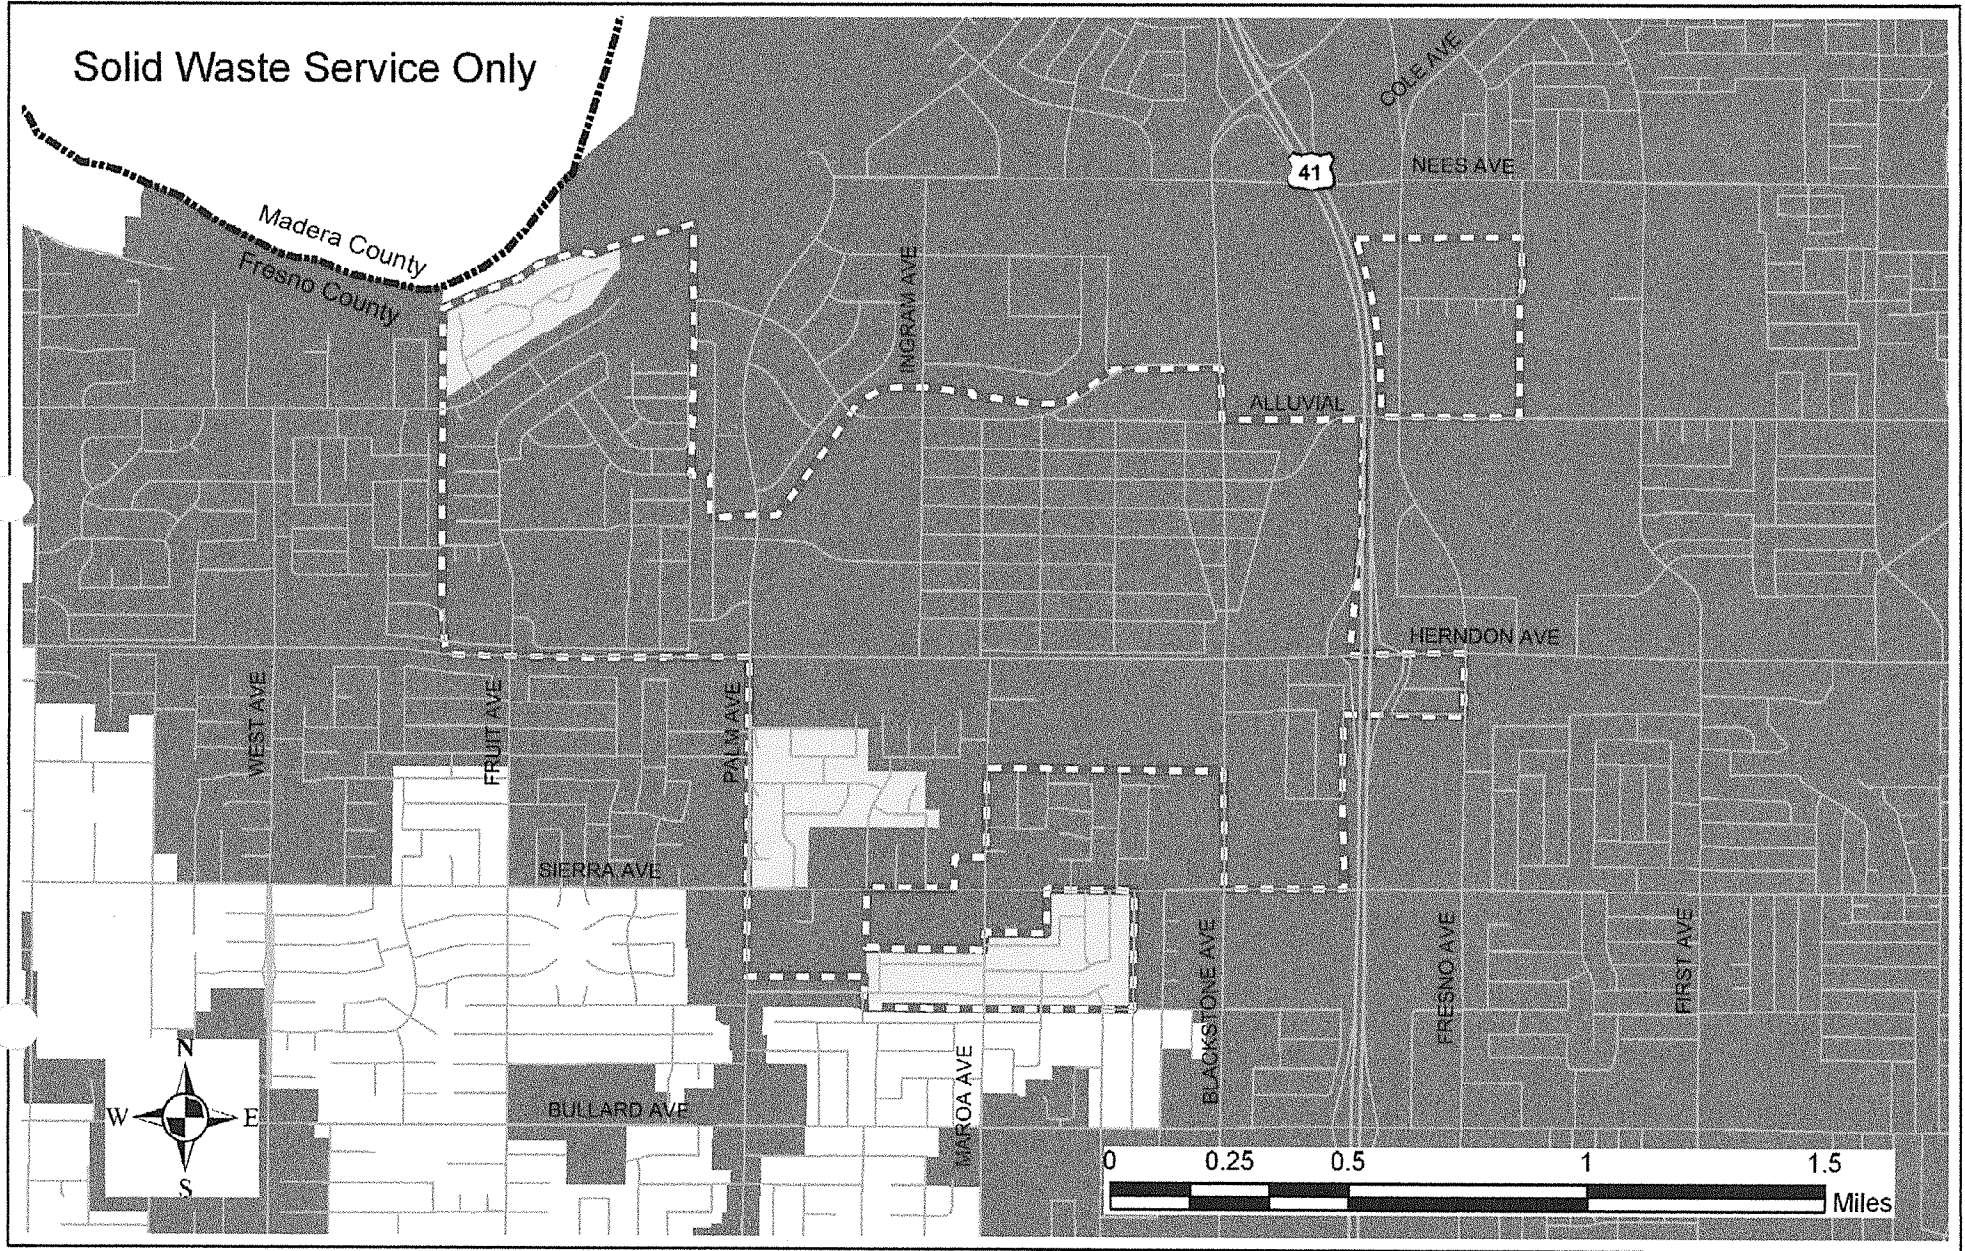 Solid Waste Service Only
COLE AVE
NEES AVE
41
Madera County
Fresno County
INGRAM AVE
ALLUVIAL
HERNDON AVE
WEST AVE
FRUIT AVE
PALM AVE
SIERRA AVE
BLACKSTONE AVE
FRESNO AVE
FIRST AVE
MAROA AVE
BULLARD AVE
N
W E
S
0 0.25 0.5 1 1.5
Miles